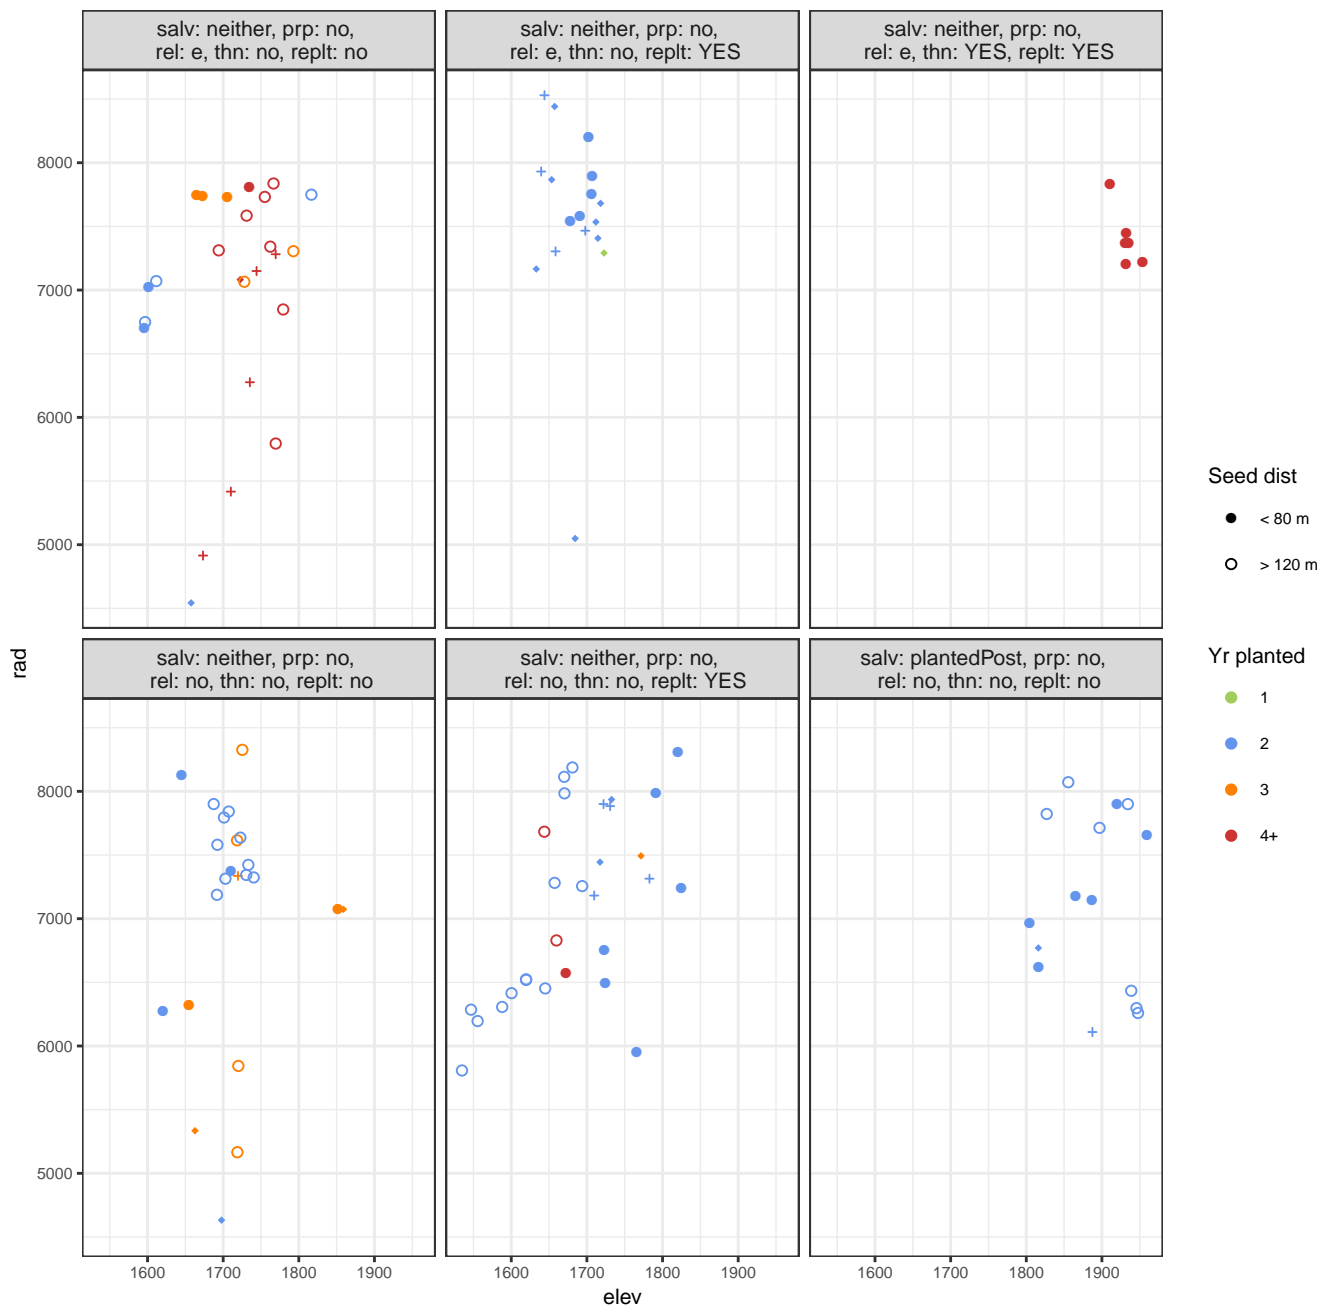 salv: neither, prp: no,
rel: e, thn: no, replt: no
salv: neither, prp: no,
rel: e, thn: no, replt: YES
salv: neither, prp: no,
rel: e, thn: YES, replt: YES
8000
7000
6000
5000
salv: neither, prp: no,
rel: no, thn: no, replt: no
salv: neither, prp: no,
rel: no, thn: no, replt: YES
salv: plantedPost, prp: no,
rel: no, thn: no, replt: no
8000
7000
6000
5000
1600 1700 1800 1900
1600 1700 1800 1900
1600 1700 1800 1900
elev
rad
Seed dist
< 80 m
> 120 m
Yr planted
1
2
3
4+